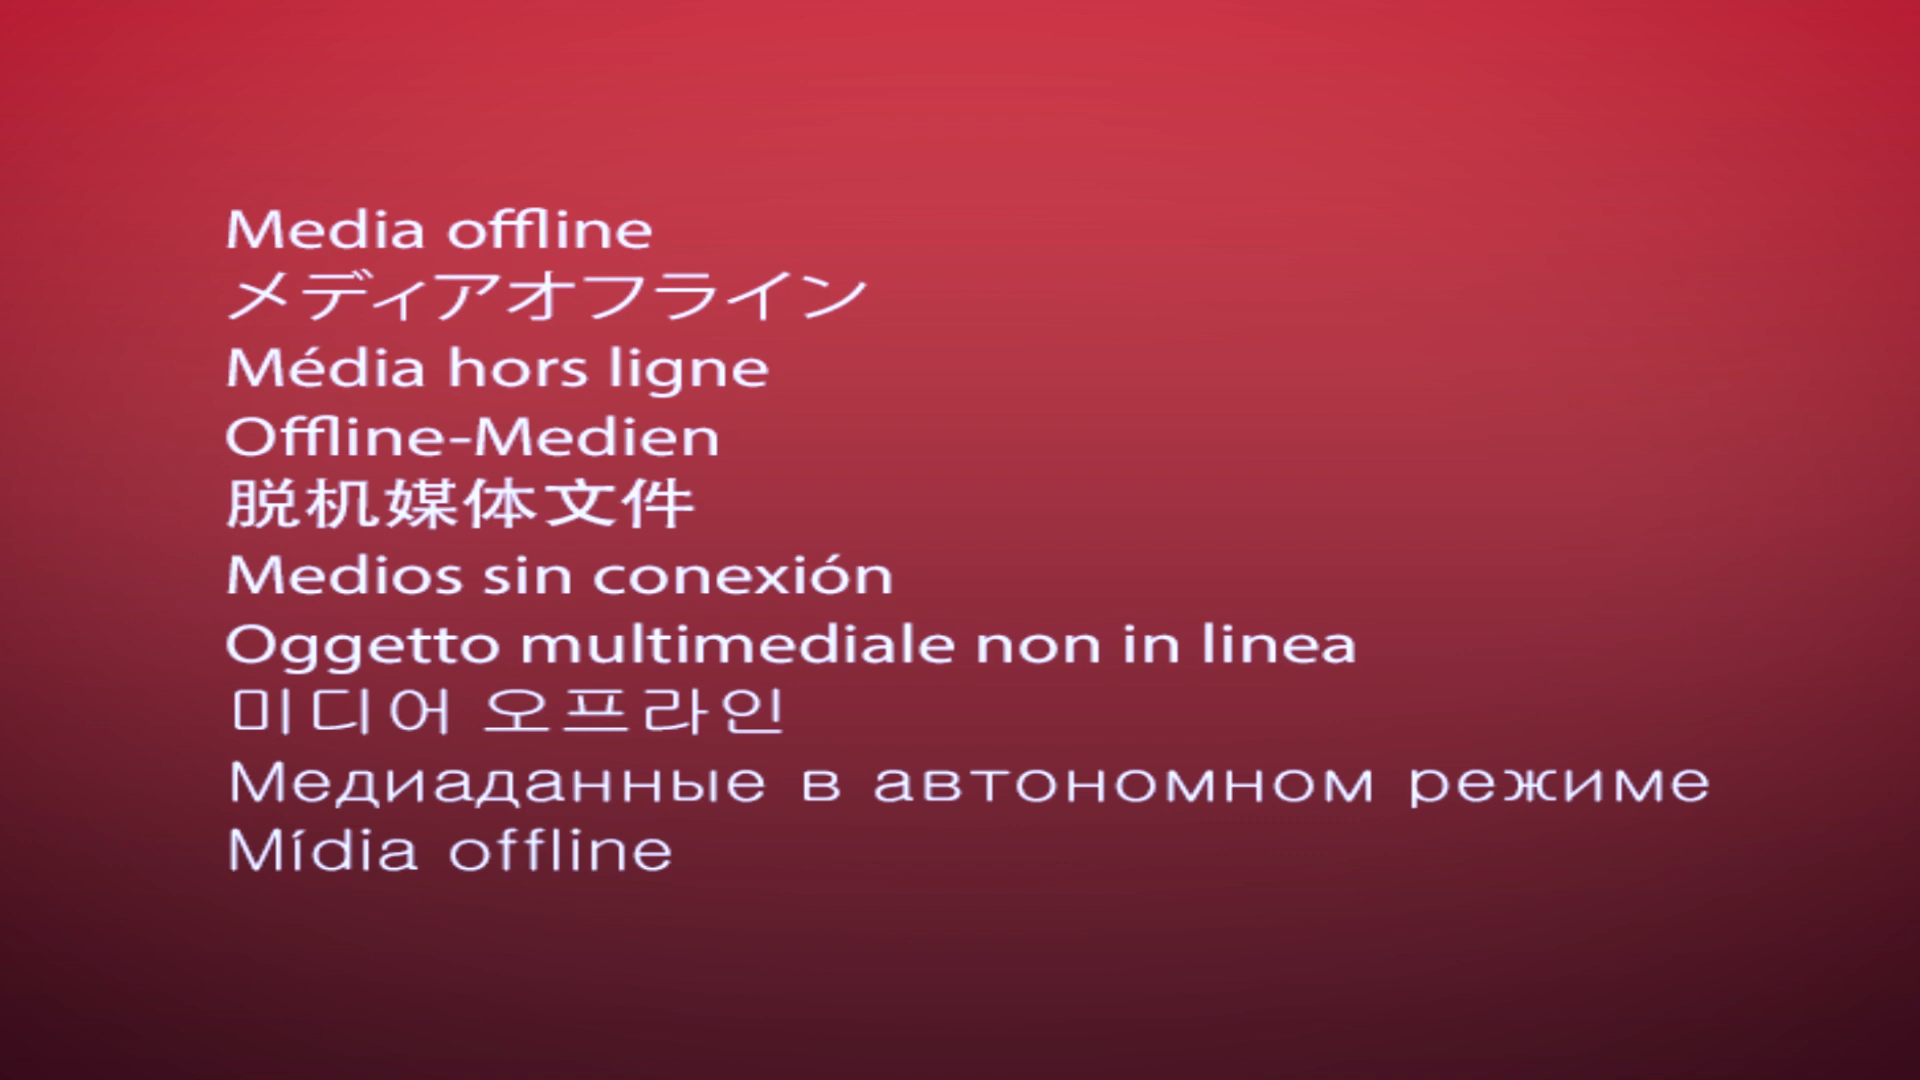 Media offline
メディアオフライン
Média hors ligne
Offline-Medien
脱机媒体文件
Medios sin conexión
Oggetto multimediale non in linea
미디어 오프라인
Медиаданные в автономном режиме
Mídia offline